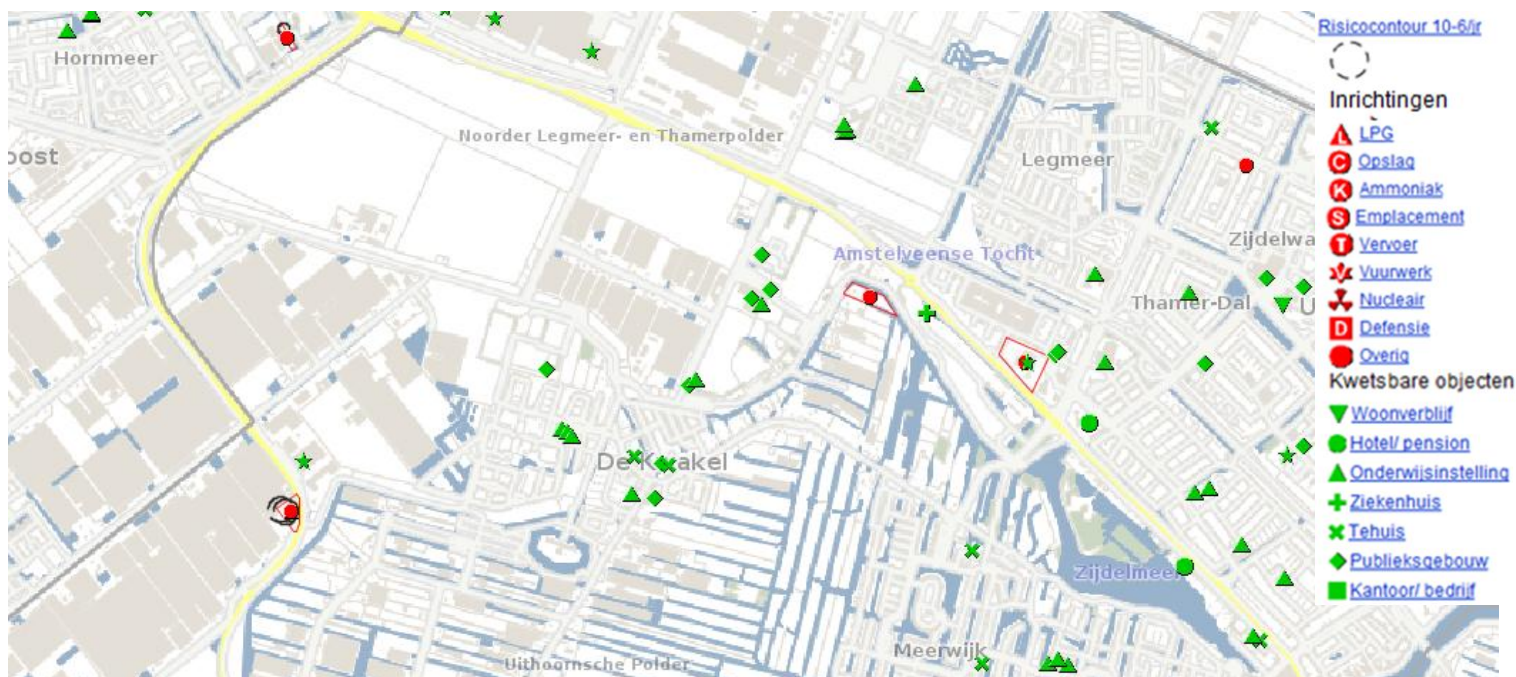 Hornmeer
oost
Noorder Legmeer- en Thamerpolder
Legmeer
Zijdelwa
Amstelveense Tocht
Thamer-Dal
U
De Kwakel
Zijdelmeer
Meerwijk
Uithoornsche Polder
Risicocontour 10-6/jr
Inrichtingen
L LPG
C Opslag
K Ammoniak
S Emplacement
T Vervoer
Vuurwerk
Nucleair
D Defensie
Overig
Kwetsbare objecten
Woonverblijf
Hotel/ pension
Onderwijsinstelling
Ziekenhuis
Tehuis
Publieksgebouw
Kantoor/ bedrijf